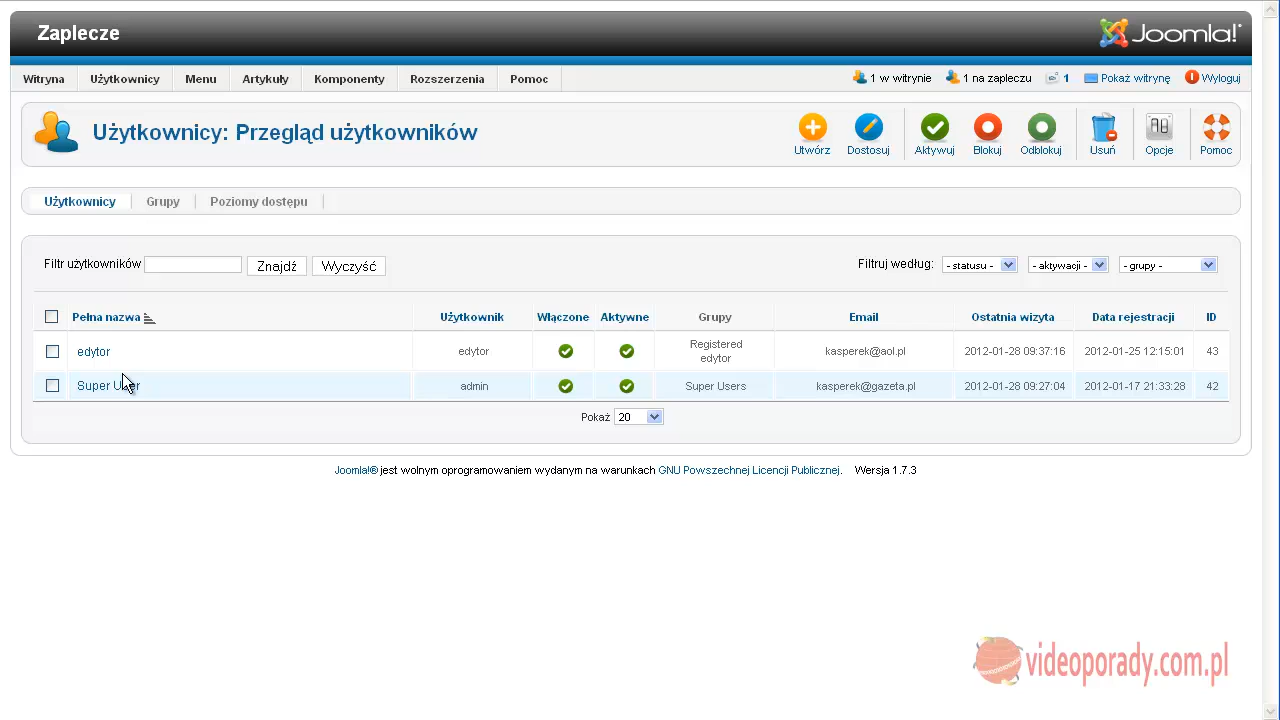 Zaplecze
Joomla!
Witryna Użytkownicy Menu Artykuły Komponenty Rozszerzenia Pomoc
1 w witrynie 1 na zapleczu 1 Pokaż witrynę Wyloguj
Użytkownicy: Przegląd użytkowników
Utwórz Dostosuj Aktywuj Blokuj Odblokuj Usuń Opcje Pomoc
Użytkownicy Grupy Poziomy dostępu
Filtr użytkowników Znajdź Wyczyść Filtruj według: - statusu - - aktywacji - - grupy -
Pełna nazwa Użytkownik Włączone Aktywne Grupy Email Ostatnia wizyta Data rejestracji ID
edytor edytor Registered edytor kasperek@aol.pl 2012-01-28 09:37:16 2012-01-25 12:15:01 43
Super User admin Super Users kasperek@gazeta.pl 2012-01-28 09:27:04 2012-01-17 21:33:28 42
Pokaż 20
Joomla!® jest wolnym oprogramowaniem wydanym na warunkach GNU Powszechnej Licencji Publicznej. Wersja 1.7.3
videoporady.com.pl